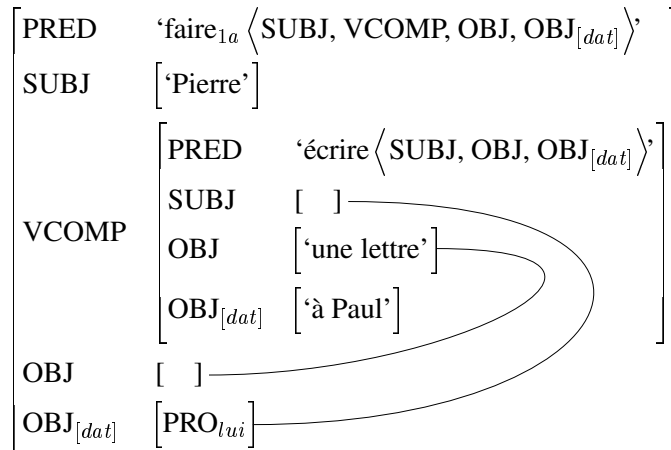 PRED ‘faire1a⟨SUBJ, VCOMP, OBJ, OBJ[dat]⟩’
SUBJ [‘Pierre’]
PRED ‘écrire⟨SUBJ, OBJ, OBJ[dat]⟩’
SUBJ [ ]
VCOMP
OBJ [‘une lettre’]
OBJ[dat] [‘à Paul’]
OBJ [ ]
OBJ[dat] [PROlui]